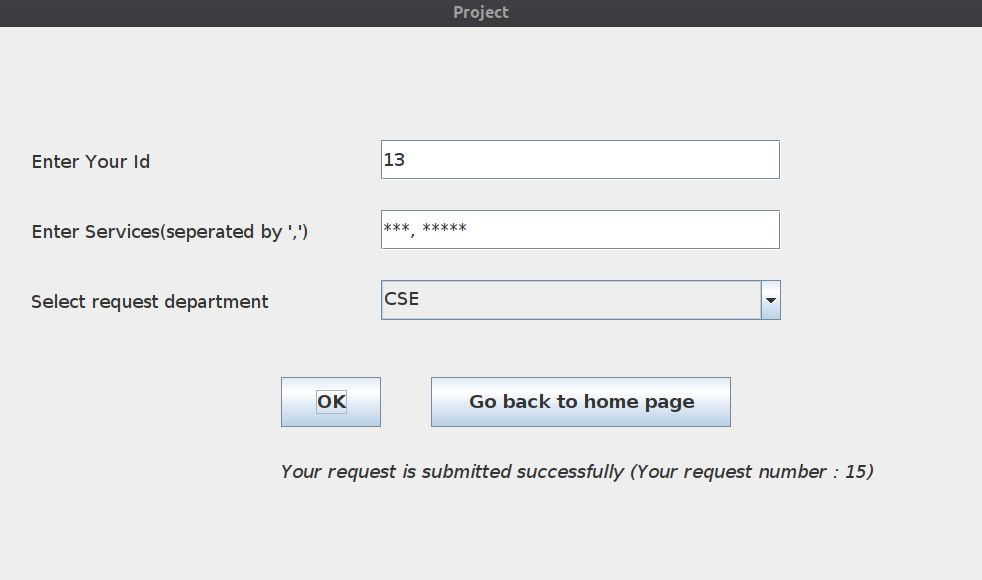 Project
Enter Your Id 13
Enter Services(seperated by ',') ***, *****
Select request department CSE
OK Go back to home page
Your request is submitted successfully (Your request number : 15)